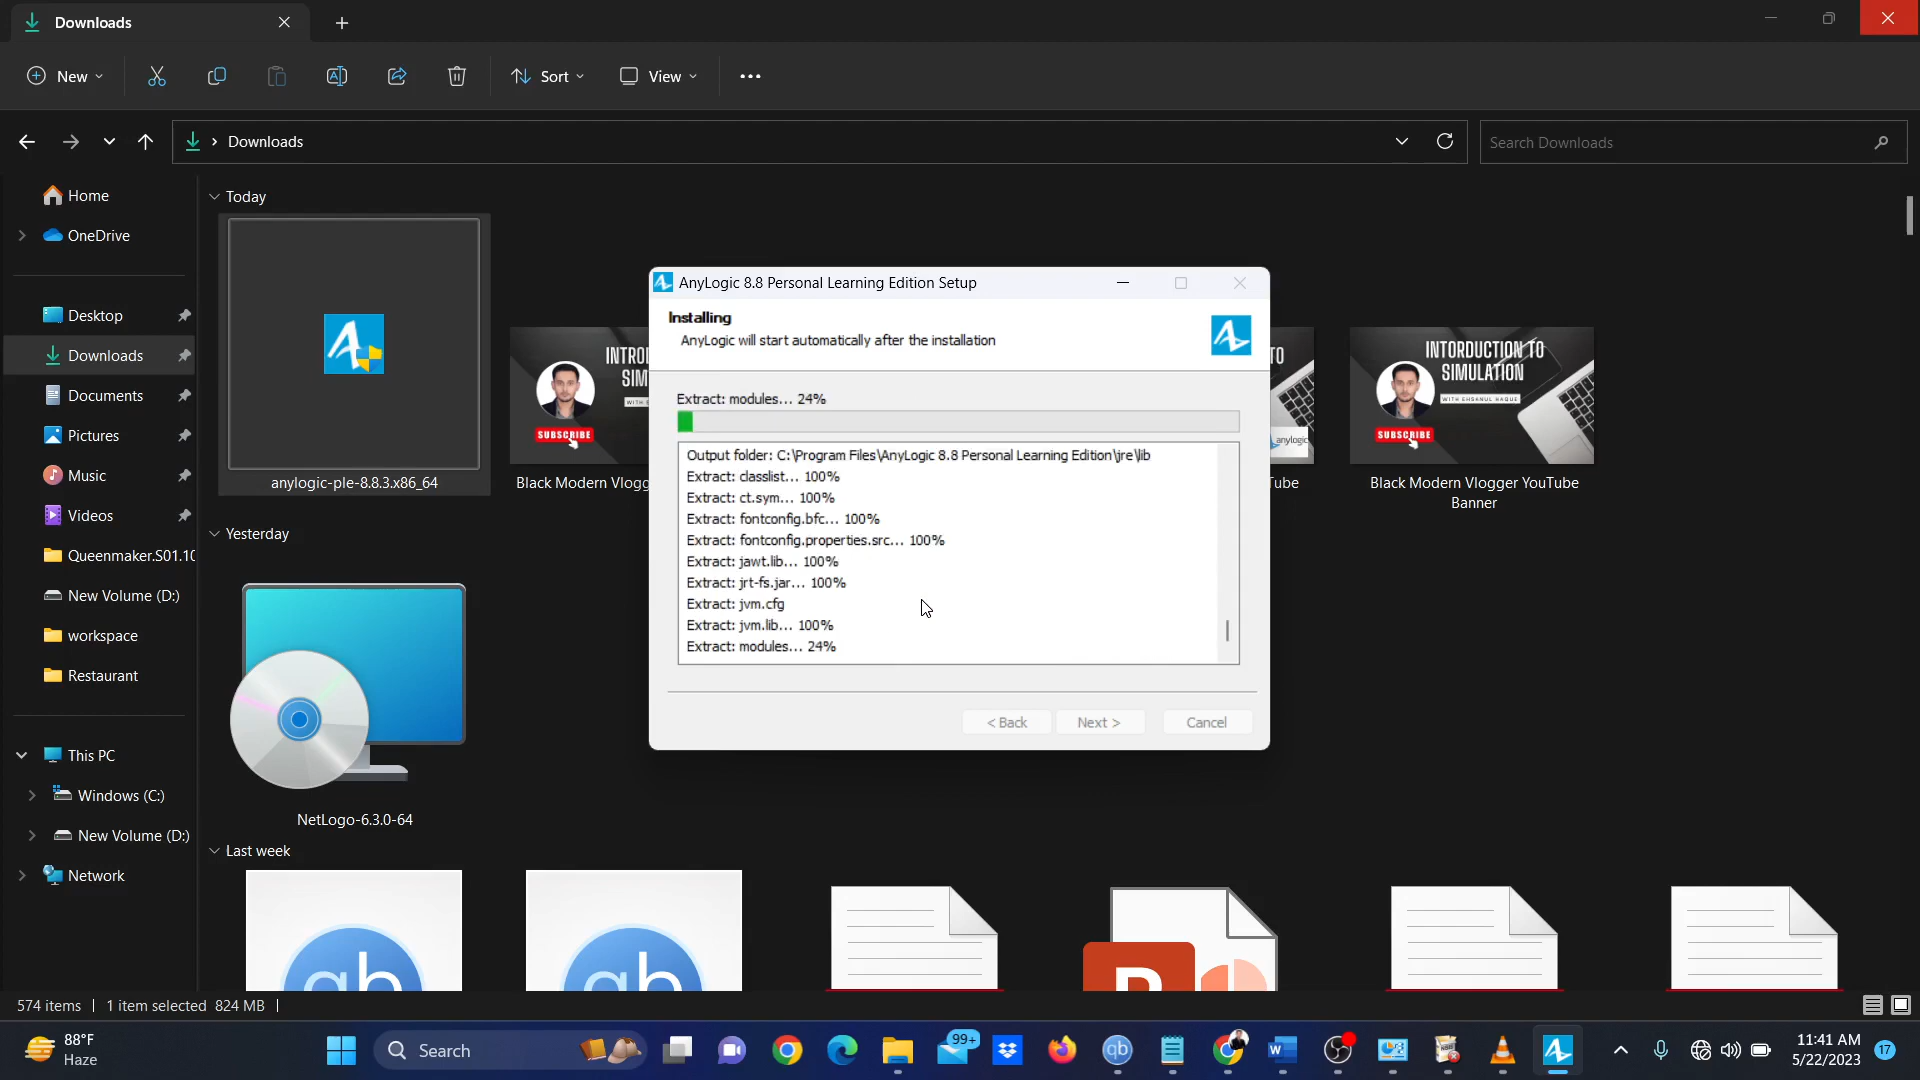 Downloads
New
Sort
View
Downloads
Search Downloads
Home
OneDrive
Desktop
Downloads
Documents
Pictures
Music
Videos
Queenmaker.S01.10
New Volume (D:)
workspace
Restaurant
This PC
Windows (C:)
New Volume (D:)
Network
Today
anylogic-ple-8.8.3.x86_64
SUBSCRIBE
Black Modern Vlogg
anylogic
INTORDUCTION TO
SIMULATION
WITH EHSANUL HAQUE
SUBSCRIBE
Black Modern Vlogger YouTube
Banner
AnyLogic 8.8 Personal Learning Edition Setup
Installing
AnyLogic will start automatically after the installation
Extract: modules... 24%
Output folder: C:\Program Files\AnyLogic 8.8 Personal Learning Edition\jre\lib
Extract: classlist... 100%
Extract: ct.sym... 100%
Extract: fontconfig.bfc... 100%
Extract: fontconfig.properties.src... 100%
Extract: jawt.lib... 100%
Extract: jrt-fs.jar... 100%
Extract: jvm.cfg
Extract: jvm.lib... 100%
Extract: modules... 24%
< Back
Next >
Cancel
Yesterday
NetLogo-6.3.0-64
Last week
574 items
1 item selected 824 MB
88°F
Haze
Search
99+
11:41 AM
5/22/2023
17